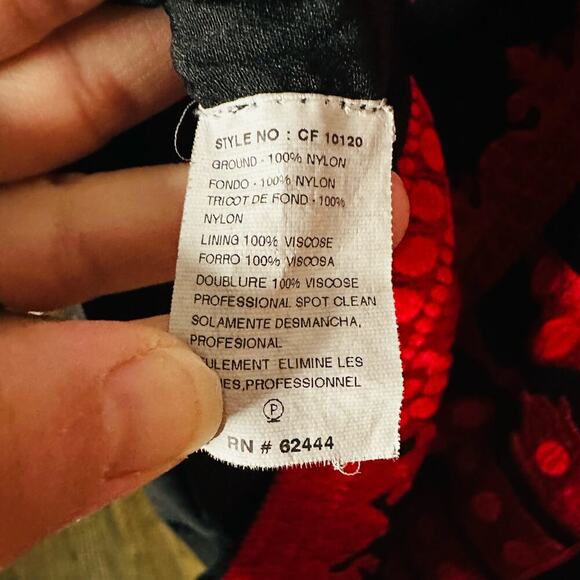 STYLE NO : CF 10120
GROUND - 100% NYLON
FONDO - 100% NYLON
TRICOT DE FOND - 100%
NYLON
LINING 100% VISCOSE
FORRO 100% VISCOSA
DOUBLURE 100% VISCOSE
PROFESSIONAL SPOT CLEAN
SOLAMENTE DESMANCHA,
PROFESIONAL
ELIMINE LES
PROFESSIONNEL
P
RN # 62444